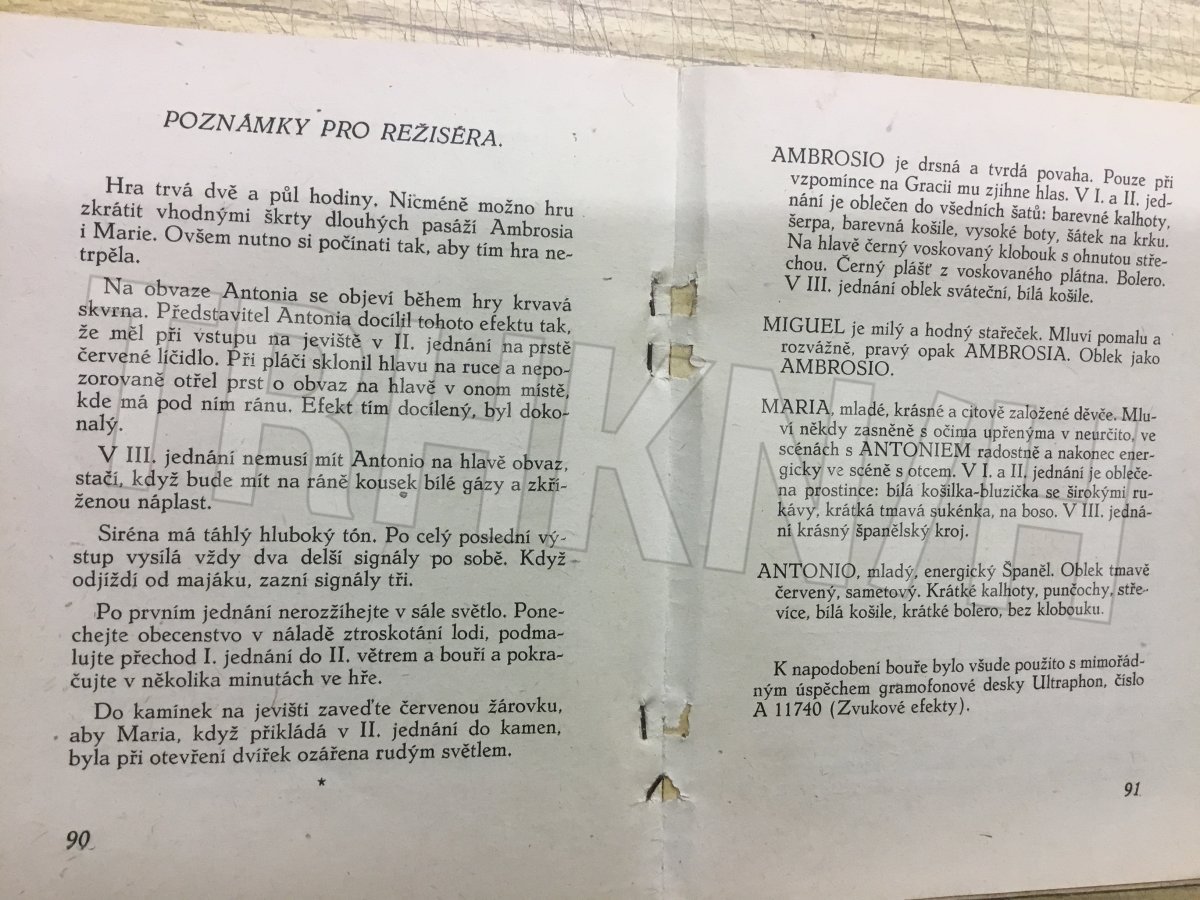 POZNÁMKY PRO REŽISÉRA.
Hra trvá dvě a půl hodiny. Nicméně možno hru
zkrátit vhodnými škrty dlouhých pasáží Ambrosia
i Marie. Ovšem nutno si počínati tak, aby tím hra ne-
trpěla.
Na obvaze Antonia se objeví během hry krvavá
skvrna. Představitel Antonia docílil tohoto efektu tak,
že měl při vstupu na jeviště v II. jednání na prstě
červené líčidlo. Při pláči sklonil hlavu na ruce a nepo-
zorovaně otřel prst o obvaz na hlavě v onom místě,
kde má pod ním ránu. Efekt tím docílený, byl doko-
nalý.
V III. jednání nemusí mít Antonio na hlavě obvaz,
stačí, když bude mít na ráně kousek bílé gázy a zkří-
ženou náplast.
Siréna má táhlý hluboký tón. Po celý poslední vý-
stup vysílá vždy dva delší signály po sobě. Když
odjíždí od majáku, zazní signály tři.
Po prvním jednání nerozžíhejte v sále světlo. Pone-
chejte obecenstvo v náladě ztroskotání lodi, podma-
lujte přechod I. jednání do II. větrem a bouří a pokra-
čujte v několika minutách ve hře.
Do kamínek na jevišti zaveďte červenou žárovku,
aby Maria, když přikládá v II. jednání do kamen,
byla při otevření dvířek ozářena rudým světlem.
*
90
AMBROSIO je drsná a tvrdá povaha. Pouze při
vzpomínce na Gracii mu zjihne hlas. V I. a II. jed-
nání je oblečen do všedních šatů: barevné kalhoty,
šerpa, barevná košile, vysoké boty, šátek na krku.
Na hlavě černý voskovaný klobouk s ohnutou stře-
chou. Černý plášť z voskovaného plátna. Bolero.
V III. jednání oblek sváteční, bílá košile.
MIGUEL je milý a hodný stařeček. Mluví pomalu a
rozvážně, pravý opak AMBROSIA. Oblek jako
AMBROSIO.
MARIA, mladé, krásné a citově založené děvče. Mlu-
ví někdy zasněně s očima upřenýma v neurčito, ve
scénách s ANTONIEM radostně a nakonec ener-
gicky ve scéně s otcem. V I. a II. jednání je obleče-
na prostince: bílá košilka-bluzička se širokými ru-
kávy, krátká tmavá sukénka, na boso. V III. jedná-
ní krásný španělský kroj.
ANTONIO, mladý, energický Španěl. Oblek tmavě
červený, sametový. Krátké kalhoty, punčochy, stře-
více, bílá košile, krátké bolero, bez klobouku.
K napodobení bouře bylo všude použito s mimořád-
ným úspěchem gramofonové desky Ultraphon, číslo
A 11740 (Zvukové efekty).
91
TRHKNIH